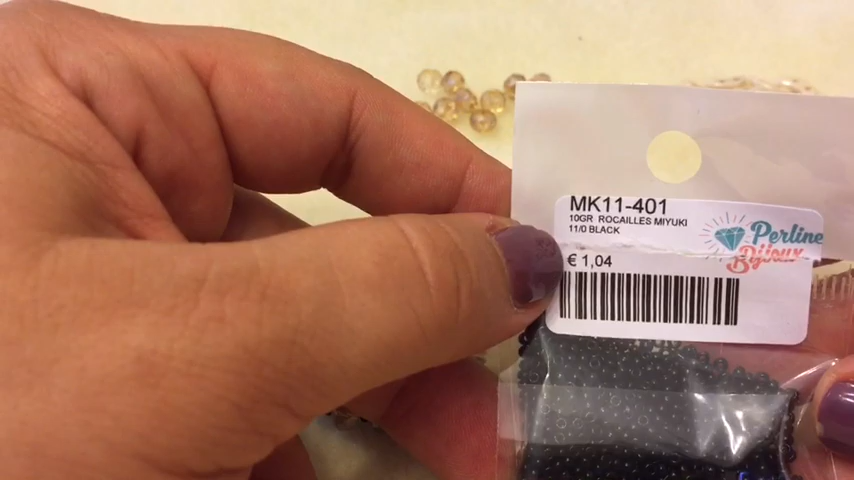 MK11-401
10GR ROCAILLES MIYUKI
11/0 BLACK
€ 1,04
Perline
Bijoux